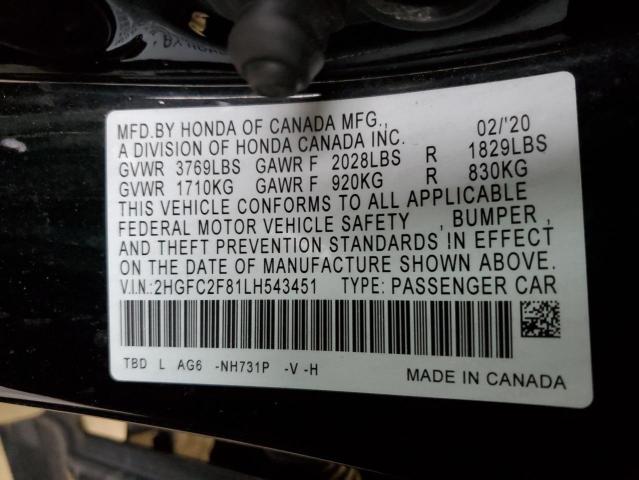 MFD.BY HONDA OF CANADA MFG., 02/'20
A DIVISION OF HONDA CANADA INC.
GVWR 3769LBS GAWR F 2028LBS R 1829LBS
GVWR 1710KG GAWR F 920KG R 830KG
THIS VEHICLE CONFORMS TO ALL APPLICABLE
FEDERAL MOTOR VEHICLE SAFETY , BUMPER ,
AND THEFT PREVENTION STANDARDS IN EFFECT
ON THE DATE OF MANUFACTURE SHOWN ABOVE.
V.I.N.:2HGFC2F81LH543451 TYPE: PASSENGER CAR
TBD L AG6 -NH731P -V -H
MADE IN CANADA